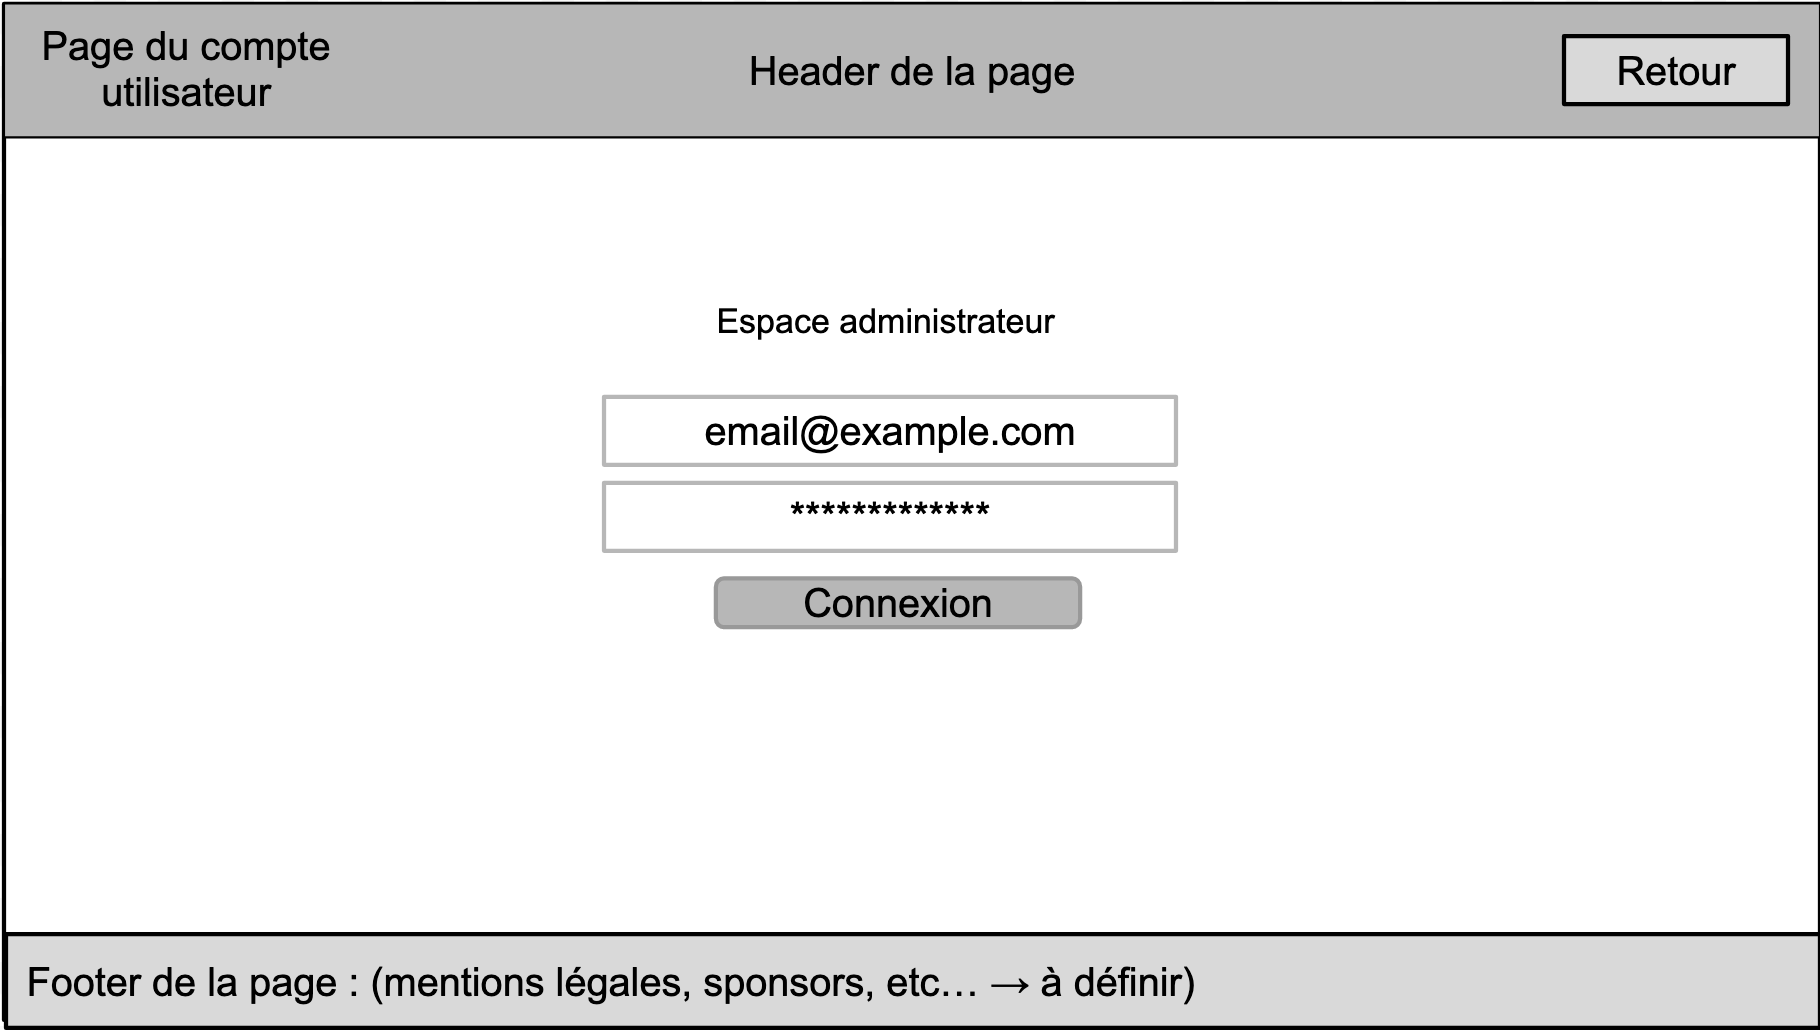 Page du compte
utilisateur
Header de la page
Retour
Espace administrateur
email@example.com
*************
Connexion
Footer de la page : (mentions légales, sponsors, etc… → à définir)